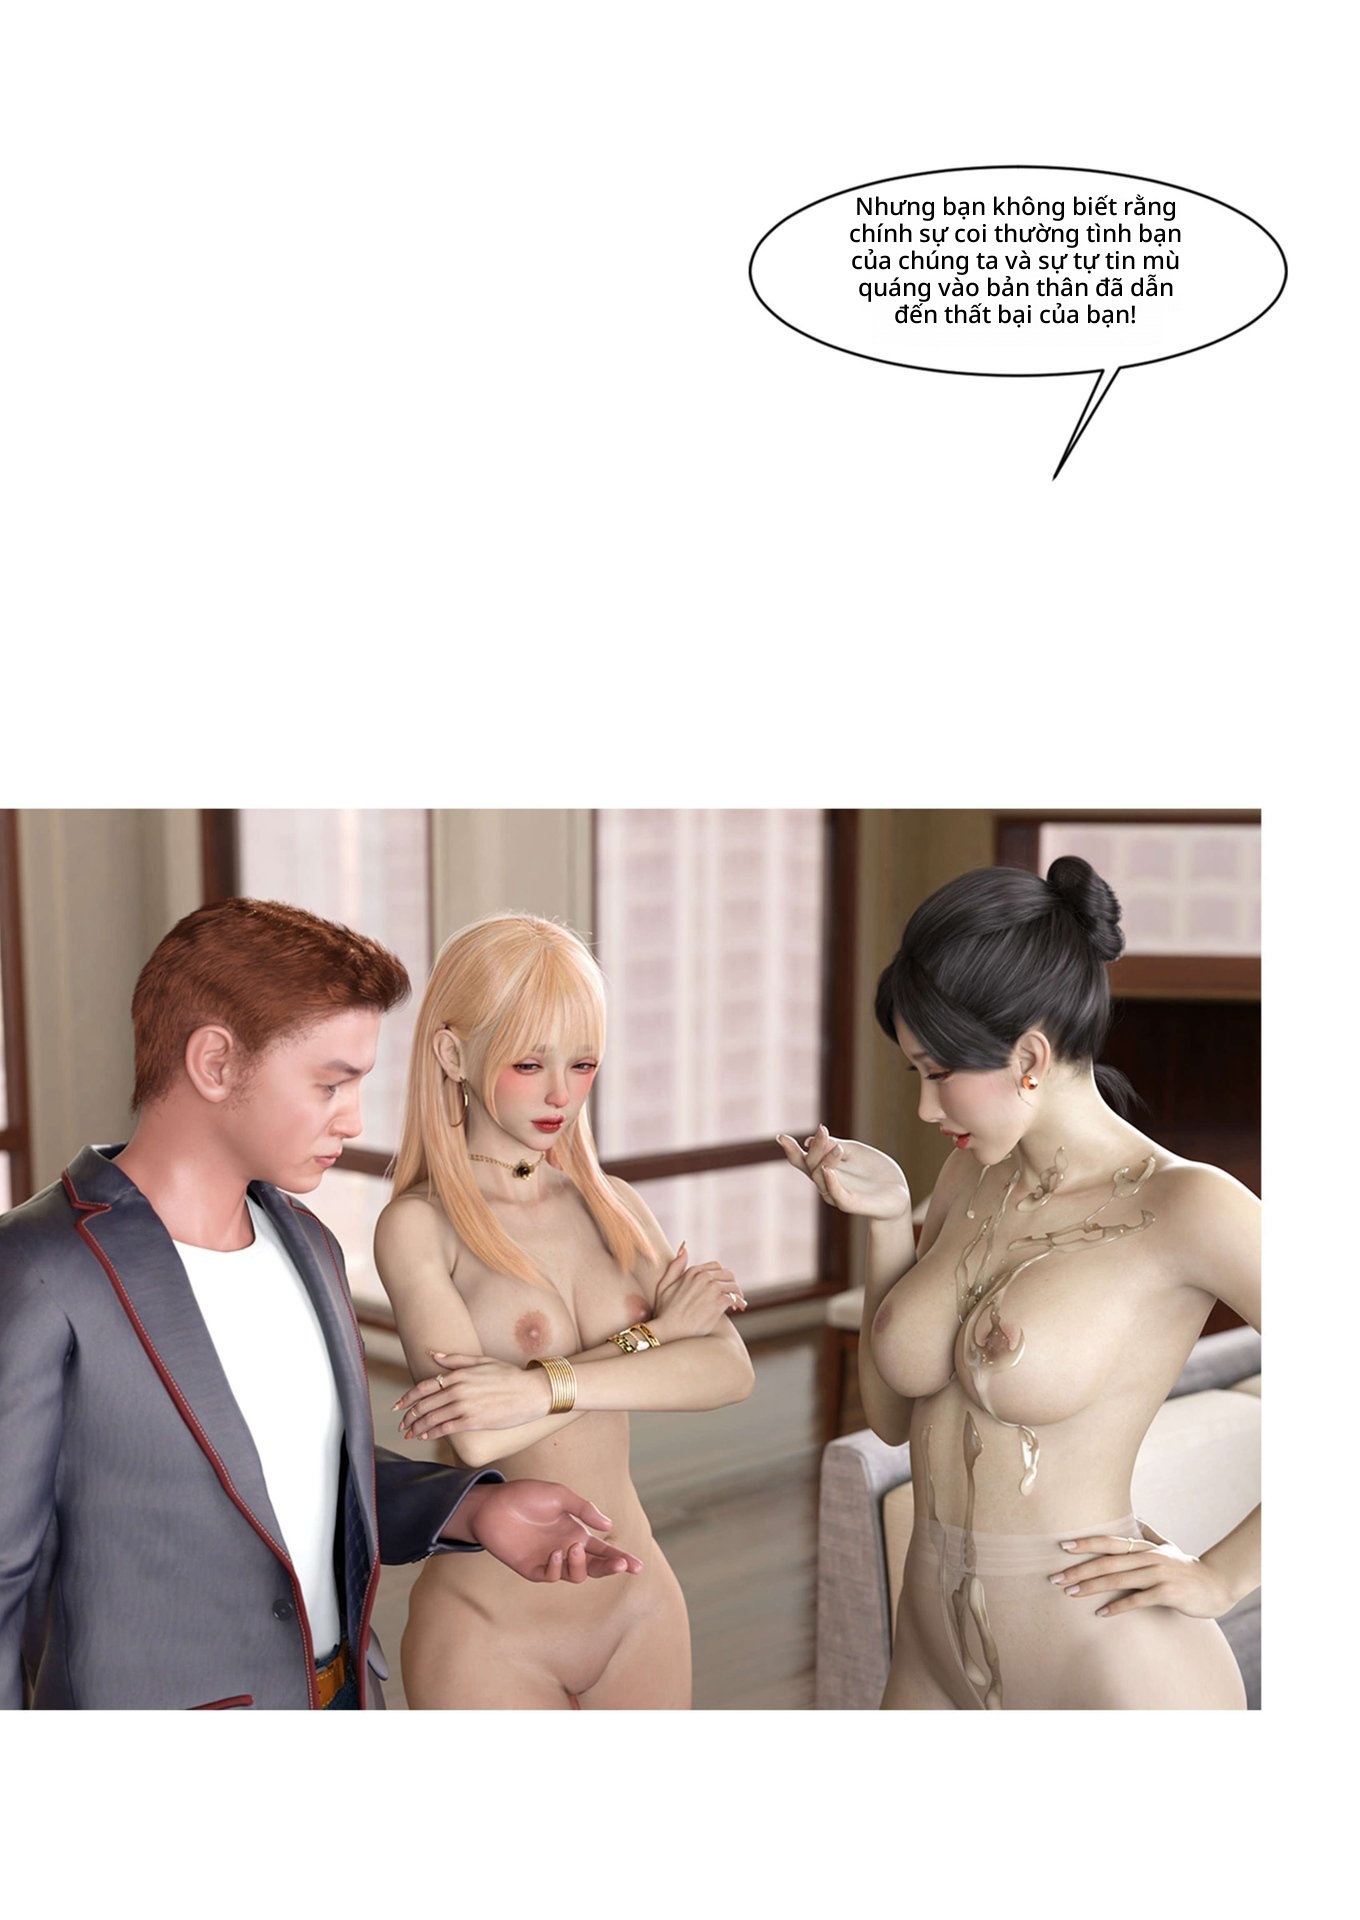 Nhưng bạn không biết rằng
chính sự coi thường tình bạn
của chúng ta và sự tự tin mù
quáng vào bản thân đã dẫn
đến thất bại của bạn!